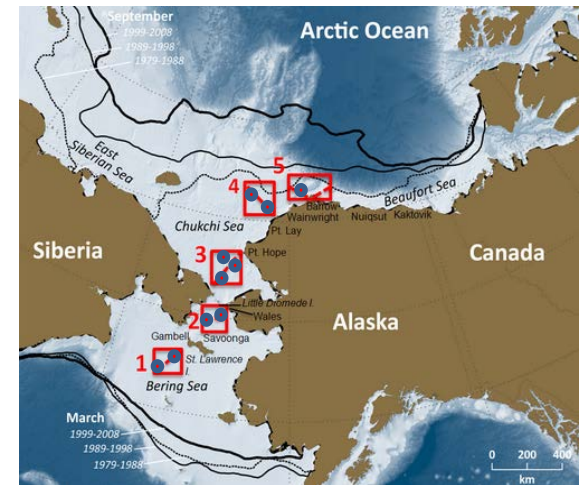 September
1999-2008
1989-1998
1979-1988
Arctic Ocean
East
Siberian Sea
5
4
Beaufort Sea
Barrow
Wainwright
Nuiqsut
Kaktovik
Chukchi Sea
Pt. Lay
Siberia
3
Pt. Hope
Canada
Little Diomede I.
2
Wales
Alaska
Gambell
Savoonga
1
St. Lawrence
I.
Bering Sea
March
1999-2008
1989-1998
1979-1988
0 200 400
km